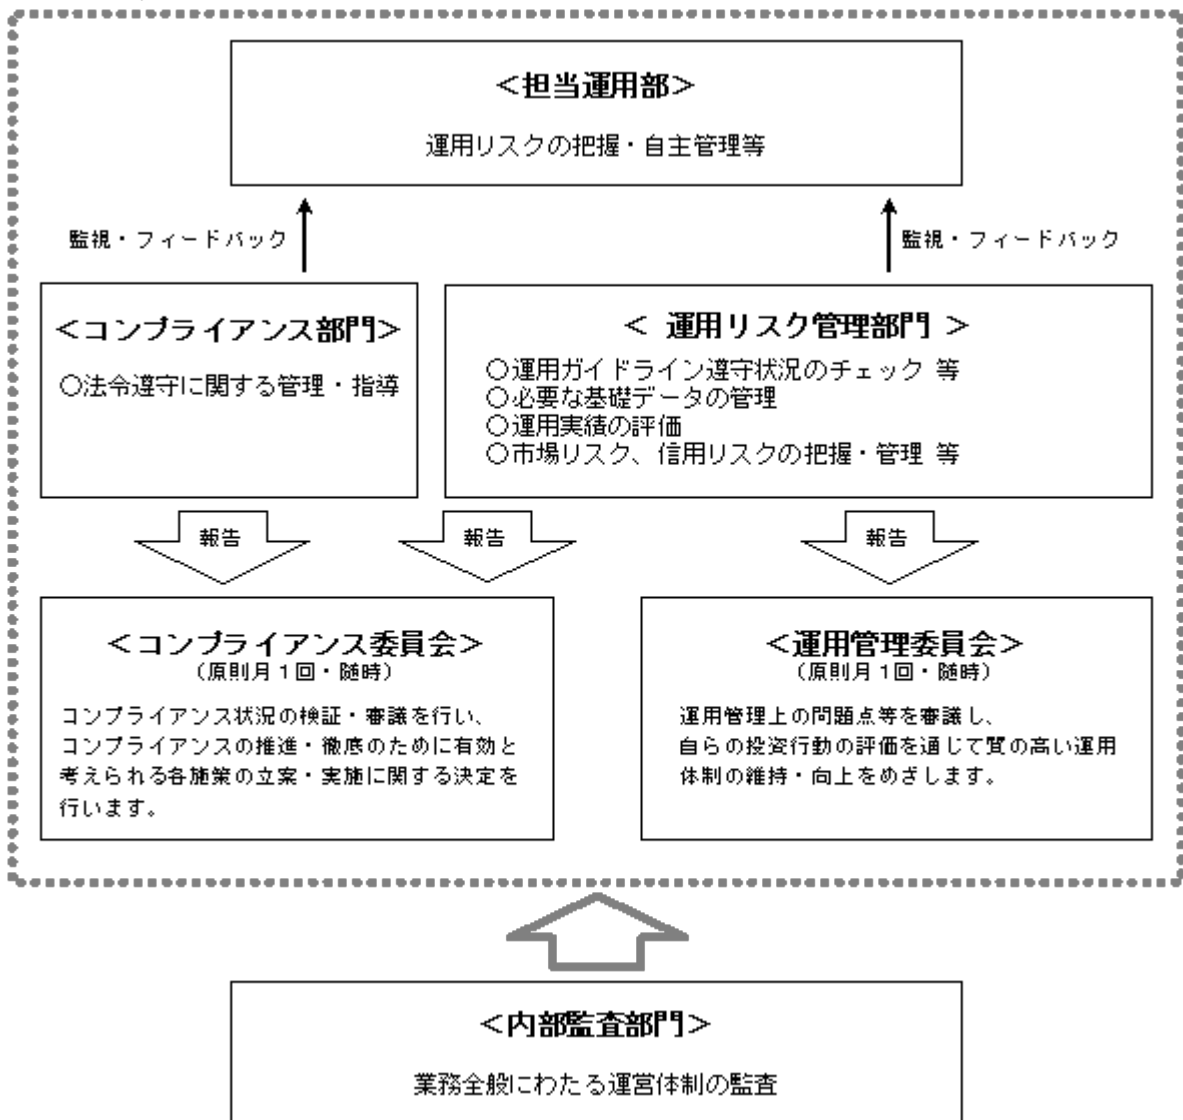 ＜担当運用部＞
運用リスクの把握・自主管理等
監視・フィードバック
監視・フィードバック
＜コンプライアンス部門＞
○法令遵守に関する管理・指導
＜ 運用リスク管理部門 ＞
○運用ガイドライン遵守状況のチェック 等
○必要な基礎データの管理
○運用実績の評価
○市場リスク、信用リスクの把握・管理 等
報告
報告
報告
＜コンプライアンス委員会＞
（原則月１回・随時）
コンプライアンス状況の検証・審議を行い、
コンプライアンスの推進・徹底のために有効と
考えられる各施策の立案・実施に関する決定を
行います。
＜運用管理委員会＞
（原則月１回・随時）
運用管理上の問題点等を審議し、
自らの投資行動の評価を通じて質の高い運用
体制の維持・向上をめざします。
＜内部監査部門＞
業務全般にわたる運営体制の監査